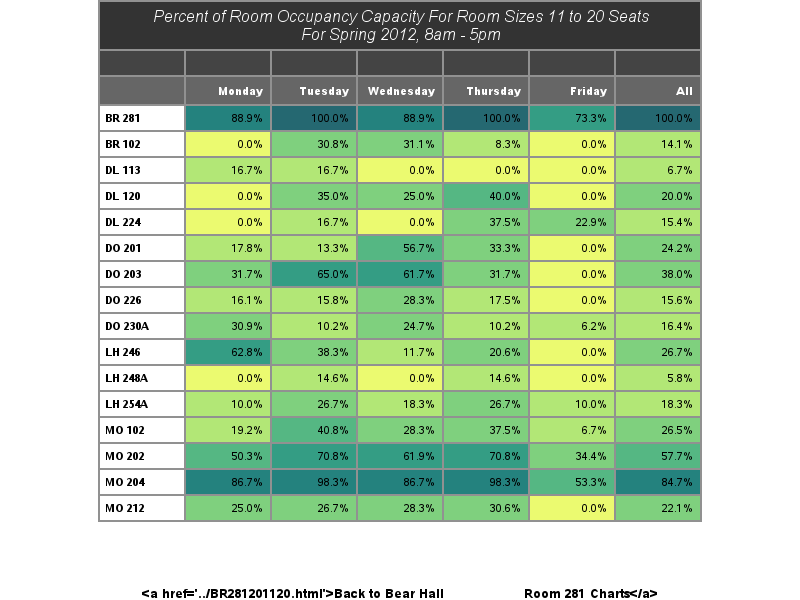 Percent of Room Occupancy Capacity For Room Sizes 11 to 20 Seats
For Spring 2012, 8am - 5pm
Monday Tuesday Wednesday Thursday Friday All
BR 281 88.9% 100.0% 88.9% 100.0% 73.3% 100.0%
BR 102 0.0% 30.8% 31.1% 8.3% 0.0% 14.1%
DL 113 16.7% 16.7% 0.0% 0.0% 0.0% 6.7%
DL 120 0.0% 35.0% 25.0% 40.0% 0.0% 20.0%
DL 224 0.0% 16.7% 0.0% 37.5% 22.9% 15.4%
DO 201 17.8% 13.3% 56.7% 33.3% 0.0% 24.2%
DO 203 31.7% 65.0% 61.7% 31.7% 0.0% 38.0%
DO 226 16.1% 15.8% 28.3% 17.5% 0.0% 15.6%
DO 230A 30.9% 10.2% 24.7% 10.2% 6.2% 16.4%
LH 246 62.8% 38.3% 11.7% 20.6% 0.0% 26.7%
LH 248A 0.0% 14.6% 0.0% 14.6% 0.0% 5.8%
LH 254A 10.0% 26.7% 18.3% 26.7% 10.0% 18.3%
MO 102 19.2% 40.8% 28.3% 37.5% 6.7% 26.5%
MO 202 50.3% 70.8% 61.9% 70.8% 34.4% 57.7%
MO 204 86.7% 98.3% 86.7% 98.3% 53.3% 84.7%
MO 212 25.0% 26.7% 28.3% 30.6% 0.0% 22.1%
<a href='../BR281201120.html'>Back to Bear Hall Room 281 Charts</a>